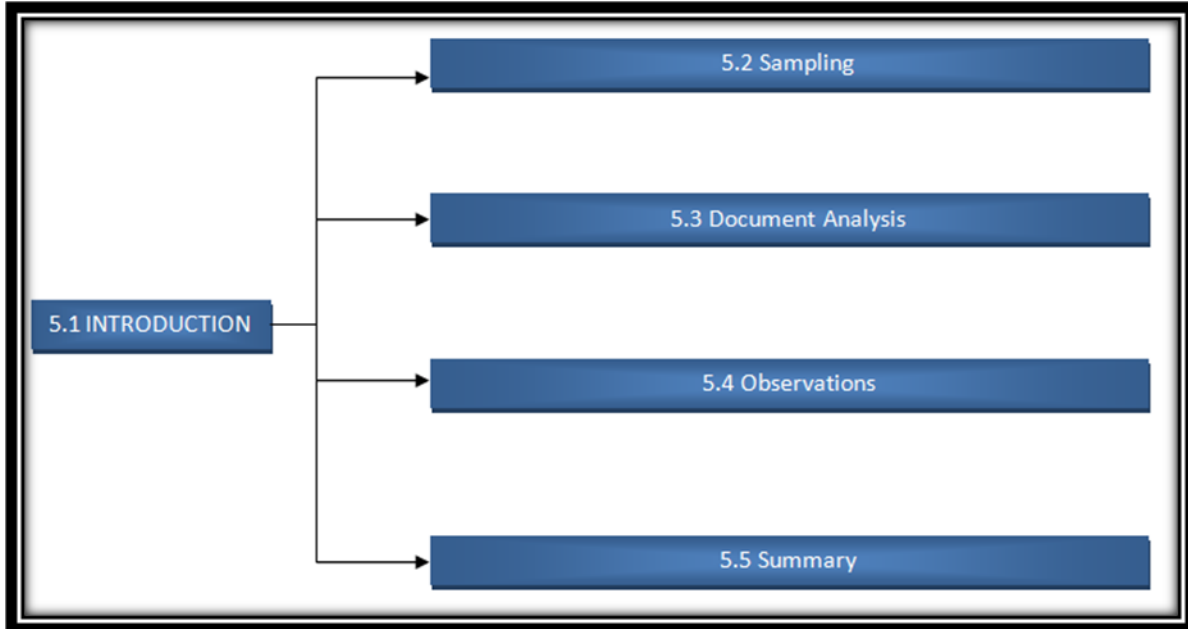 5.2 Sampling
5.3 Document Analysis
5.1 INTRODUCTION
5.4 Observations
5.5 Summary